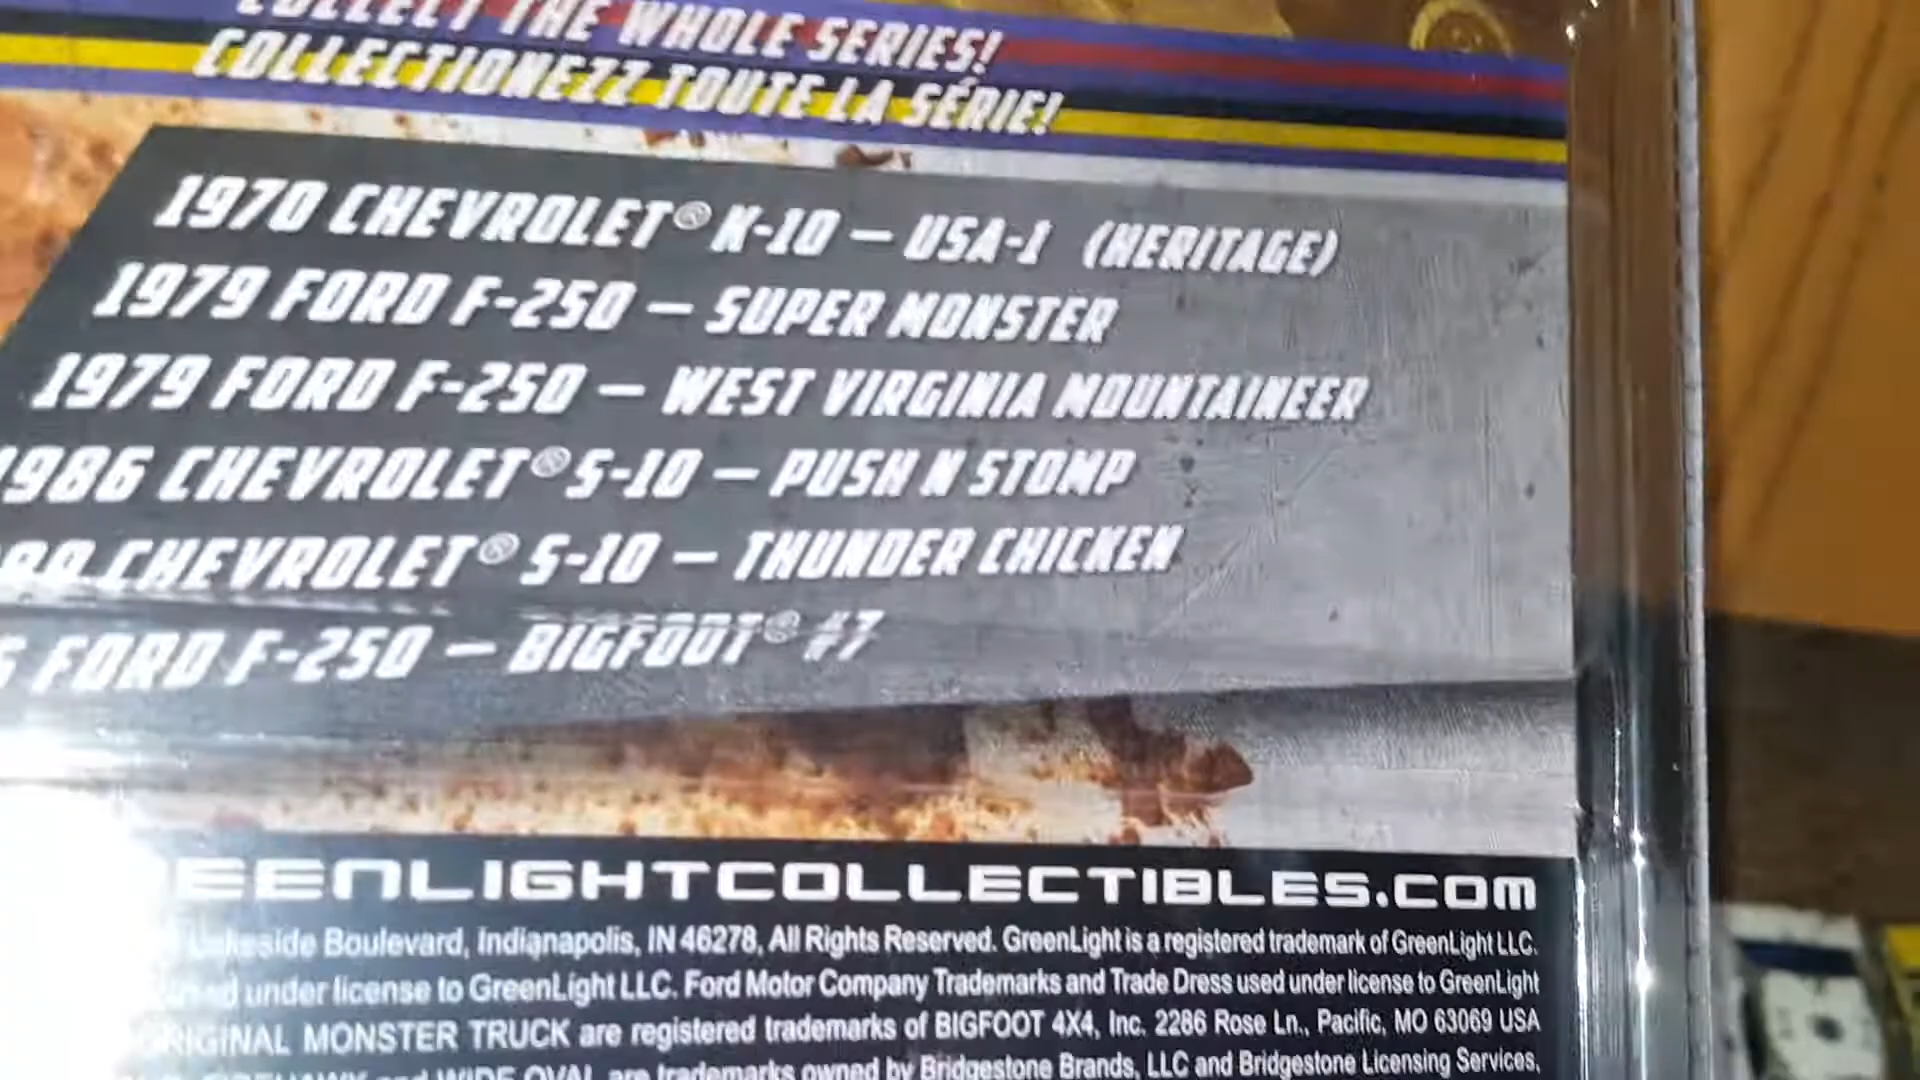 COLLECT THE WHOLE SERIES!
COLLECTIONEZZ TOUTE LA SÉRIE!
1970 CHEVROLET® K-10 – USA-1 (HERITAGE)
1979 FORD F-250 – SUPER MONSTER
1979 FORD F-250 – WEST VIRGINIA MOUNTAINEER
1986 CHEVROLET® S-10 – PUSH N STOMP
CHEVROLET® S-10 – THUNDER CHICKEN
FORD F-250 – BIGFOOT® #7
EENLIGHTCOLLECTIBLES.COM
Lakeside Boulevard, Indianapolis, IN 46278, All Rights Reserved. GreenLight is a registered trademark of GreenLight LLC.
under license to GreenLight LLC. Ford Motor Company Trademarks and Trade Dress used under license to GreenLight
ORIGINAL MONSTER TRUCK are registered trademarks of BIGFOOT 4X4, Inc. 2286 Rose Ln., Pacific, MO 63069 USA
FIREHAWK and WIDE OVAL are trademarks owned by Bridgestone Brands, LLC and Bridgestone Licensing Services,